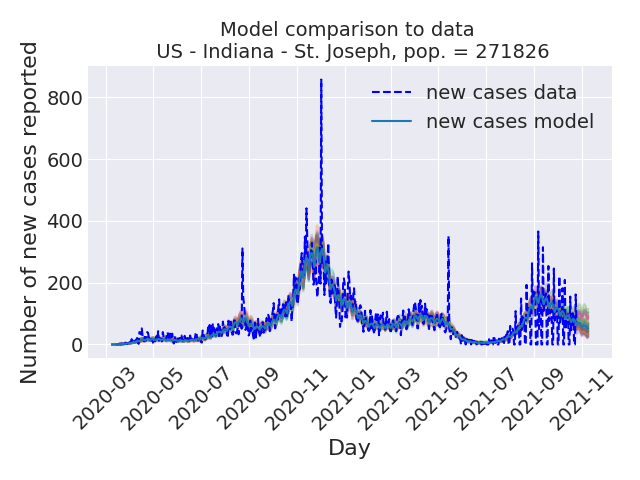 Model comparison to data
US - Indiana - St. Joseph, pop. = 271826
Number of new cases reported
800
600
400
200
0
new cases data
new cases model
2020-03
2020-05
2020-07
2020-09
2020-11
2021-01
2021-03
2021-05
2021-07
2021-09
2021-11
Day